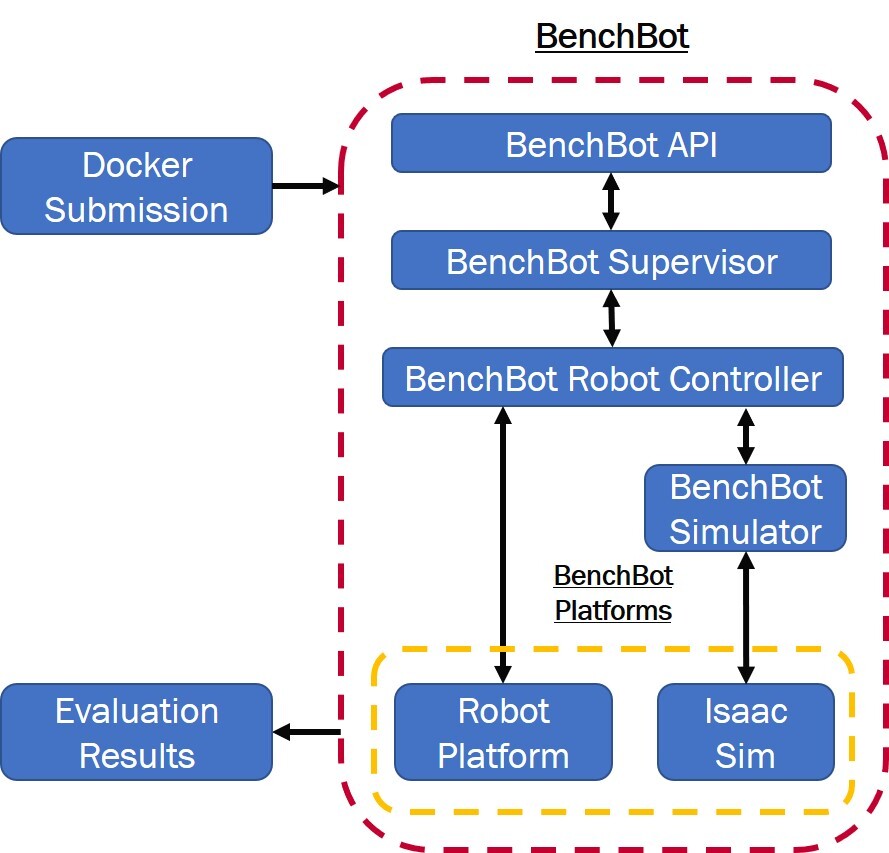 BenchBot
BenchBot API
Docker
Submission
BenchBot Supervisor
BenchBot Robot Controller
BenchBot
Simulator
BenchBot
Platforms
Evaluation
Results
Robot
Platform
Isaac
Sim